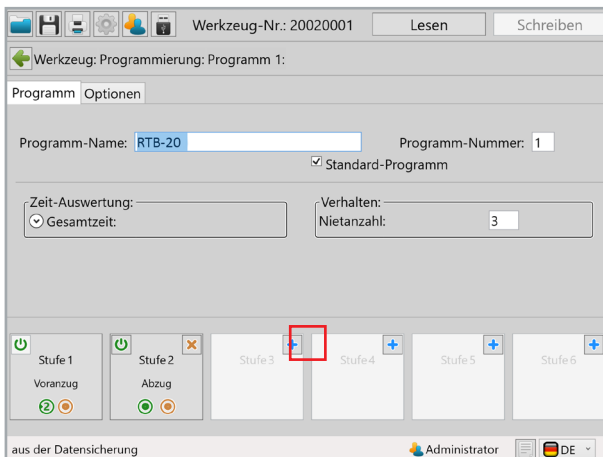 Werkzeug-Nr.: 20020001 Lesen Schreiben
Werkzeug: Programmierung: Programm 1:
Programm Optionen
Programm-Name: RTB-20 Programm-Nummer: 1
Standard-Programm
Zeit-Auswertung: Verhalten:
Gesamtzeit: Nietanzahl: 3
Stufe 1 Stufe 2 Stufe 3 Stufe 4 Stufe 5 Stufe 6
Voranzug Abzug
2
aus der Datensicherung Administrator DE